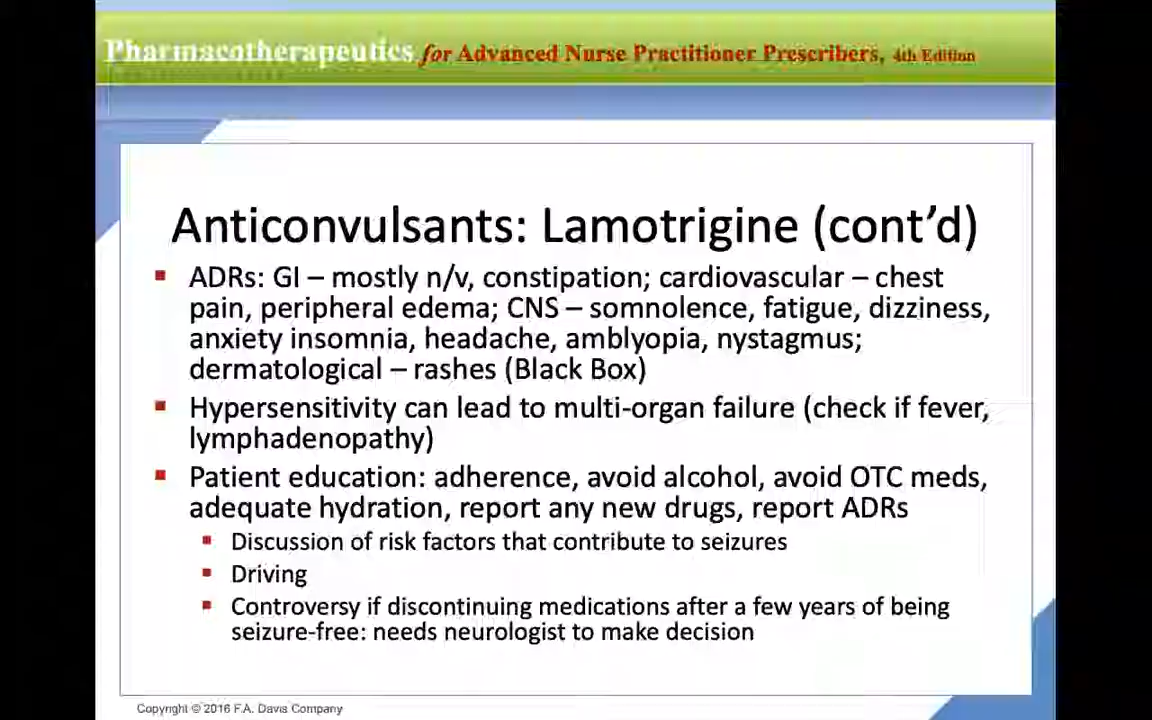 Pharmacotherapeutics for Advanced Nurse Practitioner Prescribers, 4th Edition
Anticonvulsants: Lamotrigine (cont’d)
▪ ADRs: GI – mostly n/v, constipation; cardiovascular – chest
pain, peripheral edema; CNS – somnolence, fatigue, dizziness,
anxiety insomnia, headache, amblyopia, nystagmus;
dermatological – rashes (Black Box)
▪ Hypersensitivity can lead to multi-organ failure (check if fever,
lymphadenopathy)
▪ Patient education: adherence, avoid alcohol, avoid OTC meds,
adequate hydration, report any new drugs, report ADRs
▪ Discussion of risk factors that contribute to seizures
▪ Driving
▪ Controversy if discontinuing medications after a few years of being
seizure-free: needs neurologist to make decision
Copyright © 2016 F.A. Davis Company